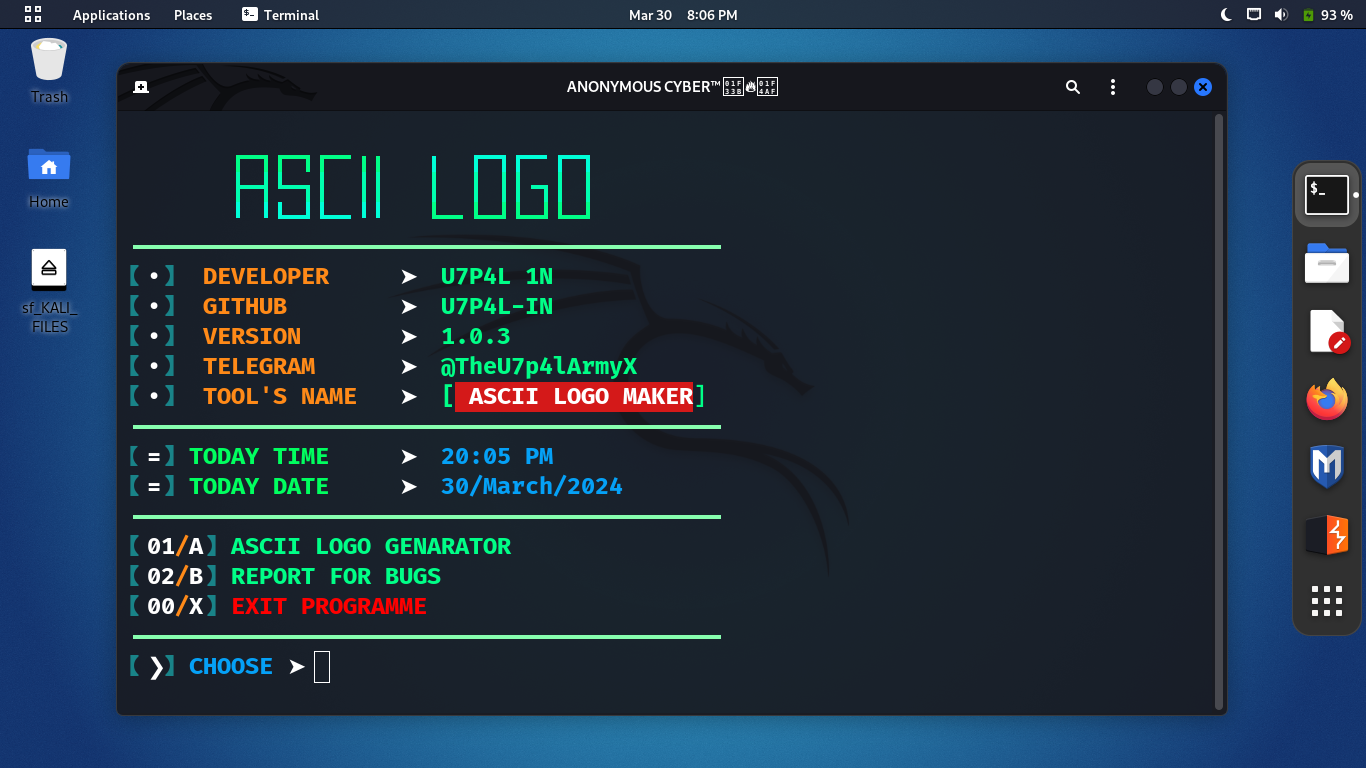 Applications Places Terminal Mar 30 8:06 PM 93 %
Trash
Home
sf_KALI_
FILES
ANONYMOUS CYBER™
ASCII LOGO
【 • 】 DEVELOPER ➤ U7P4L 1N
【 • 】 GITHUB ➤ U7P4L-IN
【 • 】 VERSION ➤ 1.0.3
【 • 】 TELEGRAM ➤ @TheU7p4lArmyX
【 • 】 TOOL'S NAME ➤ [ ASCII LOGO MAKER]
【 = 】 TODAY TIME ➤ 20:05 PM
【 = 】 TODAY DATE ➤ 30/March/2024
【 01/A 】 ASCII LOGO GENARATOR
【 02/B 】 REPORT FOR BUGS
【 00/X 】 EXIT PROGRAMME
【 ❯ 】 CHOOSE ➤